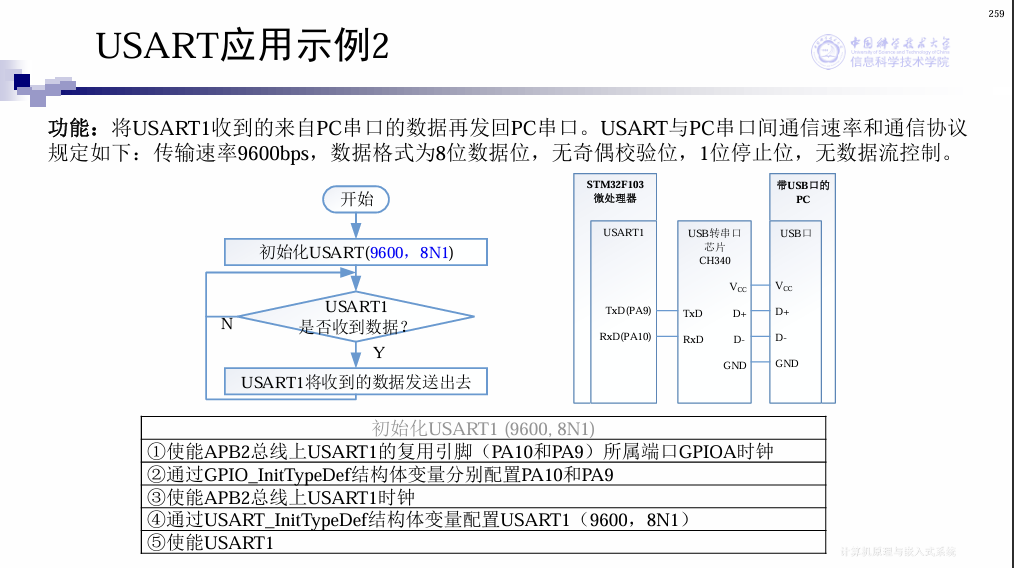 259
USART应用示例2
中国科学技术大学
University of Science and Technology of China
信息科学技术学院
功能：将USART1收到的来自PC串口的数据再发回PC串口。USART与PC串口间通信速率和通信协议
规定如下：传输速率9600bps，数据格式为8位数据位，无奇偶校验位，1位停止位，无数据流控制。
开始
初始化USART(9600，8N1)
USART1
是否收到数据？
N
Y
USART1将收到的数据发送出去
STM32F103
微处理器
USART1
TxD(PA9)
RxD(PA10)
USB转串口
芯片
CH340
VCC
TxD D+
RxD D-
GND
带USB口的
PC
USB口
VCC
D+
D-
GND
初始化USART1 (9600, 8N1)
①使能APB2总线上USART1的复用引脚（PA10和PA9）所属端口GPIOA时钟
②通过GPIO_InitTypeDef结构体变量分别配置PA10和PA9
③使能APB2总线上USART1时钟
④通过USART_InitTypeDef结构体变量配置USART1（9600，8N1）
⑤使能USART1
计算机原理与嵌入式系统